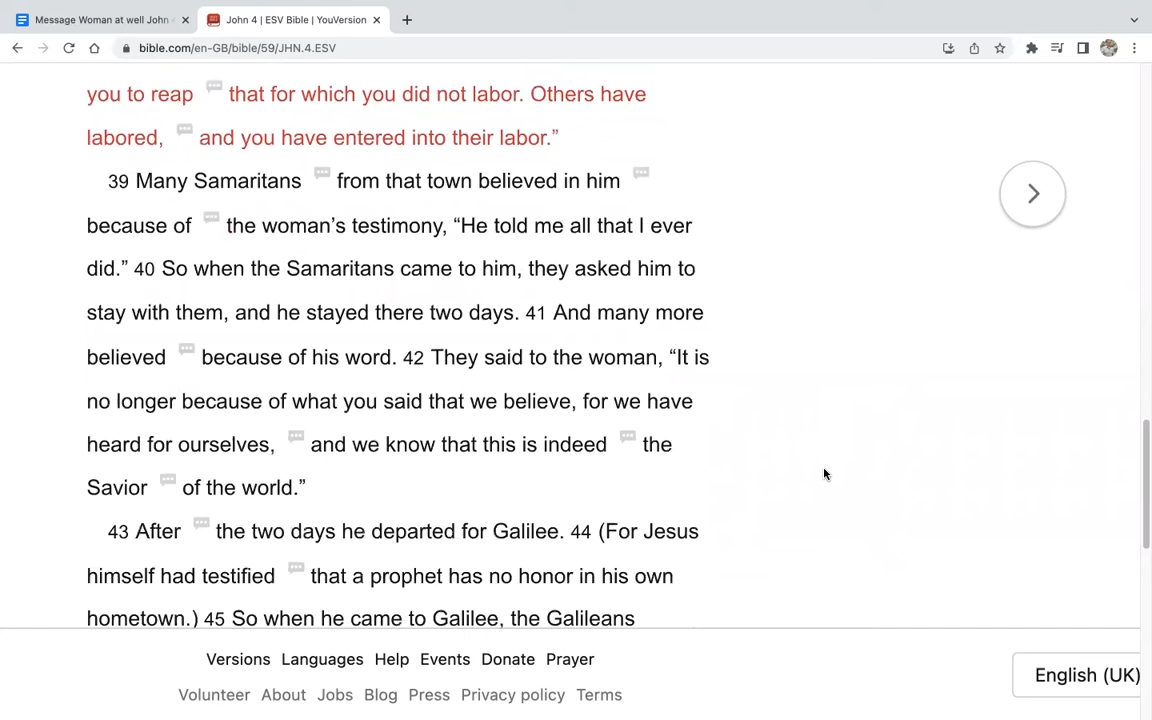 Message Woman at well John 4
John 4 | ESV Bible | YouVersion
bible.com/en-GB/bible/59/JHN.4.ESV
you to reap that for which you did not labor. Others have
labored, and you have entered into their labor.”
39 Many Samaritans from that town believed in him
because of the woman’s testimony, “He told me all that I ever
did.” 40 So when the Samaritans came to him, they asked him to
stay with them, and he stayed there two days. 41 And many more
believed because of his word. 42 They said to the woman, “It is
no longer because of what you said that we believe, for we have
heard for ourselves, and we know that this is indeed the
Savior of the world.”
43 After the two days he departed for Galilee. 44 (For Jesus
himself had testified that a prophet has no honor in his own
hometown.) 45 So when he came to Galilee, the Galileans
Versions Languages Help Events Donate Prayer
Volunteer About Jobs Blog Press Privacy policy Terms
English (UK)